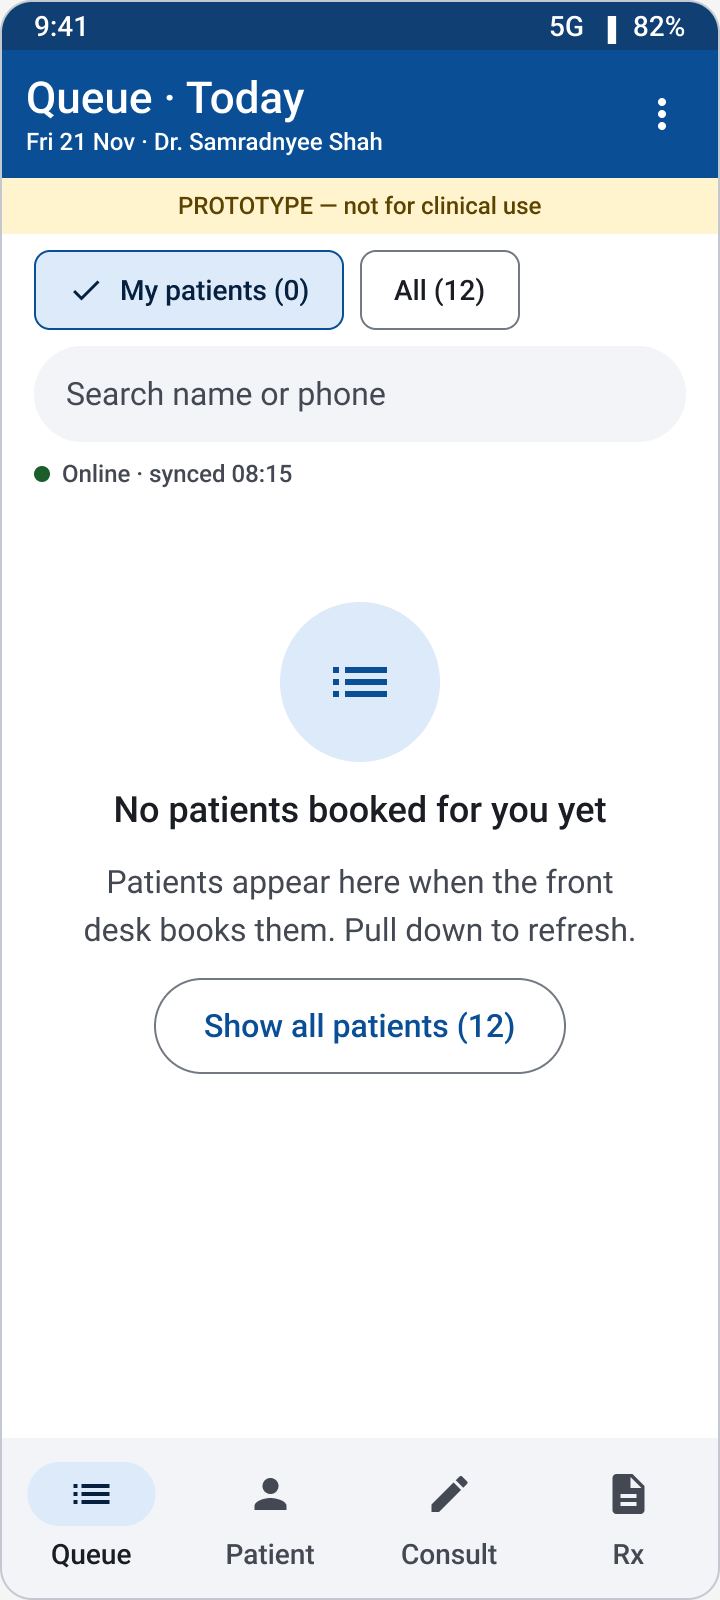 9:41 5G 82%
Queue · Today
Fri 21 Nov · Dr. Samradnyee Shah
PROTOTYPE — not for clinical use
My patients (0) All (12)
Search name or phone
Online · synced 08:15
No patients booked for you yet
Patients appear here when the front
desk books them. Pull down to refresh.
Show all patients (12)
Queue Patient Consult Rx